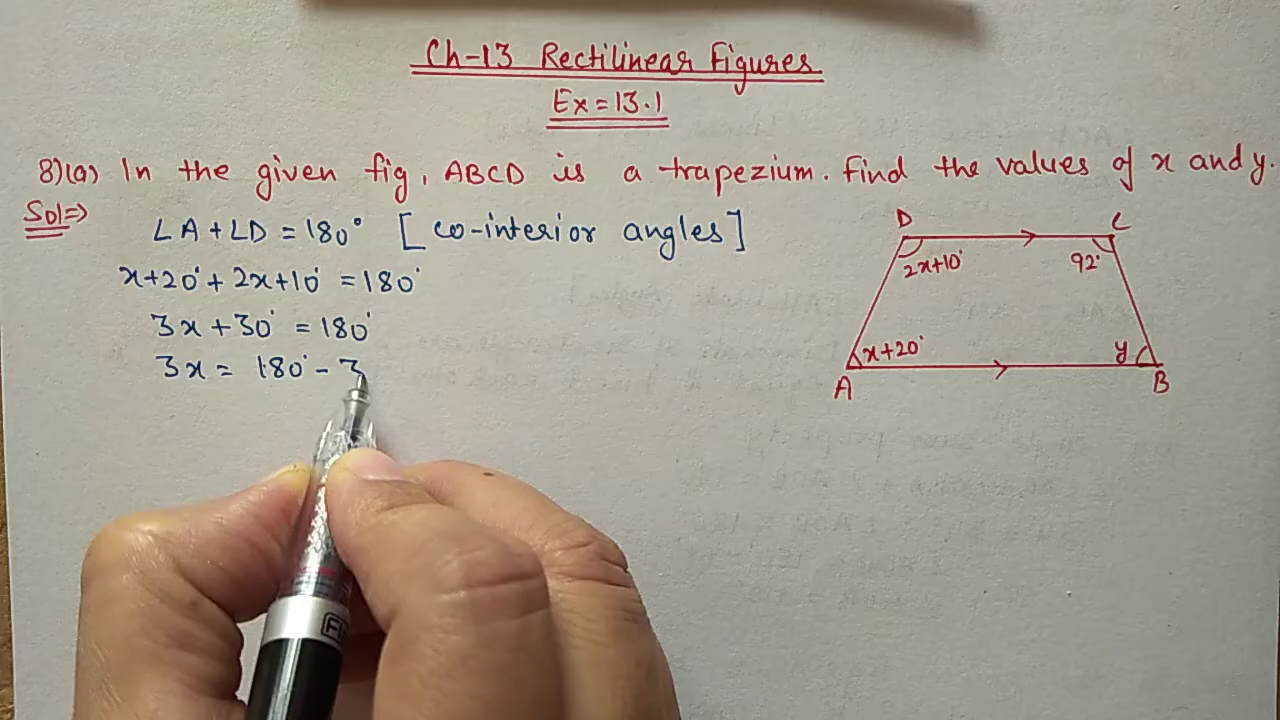 Ch-13 Rectilinear Figures
Ex=13.1
8)(a) In the given fig, ABCD is a trapezium. Find the values of x and y.
Sol=>
∠A+∠D = 180° [co-interior angles]
x+20°+2x+10° = 180°
3x+30° = 180°
3x = 180° - 3
D
C
2x+10°
92°
x+20°
y
A
B